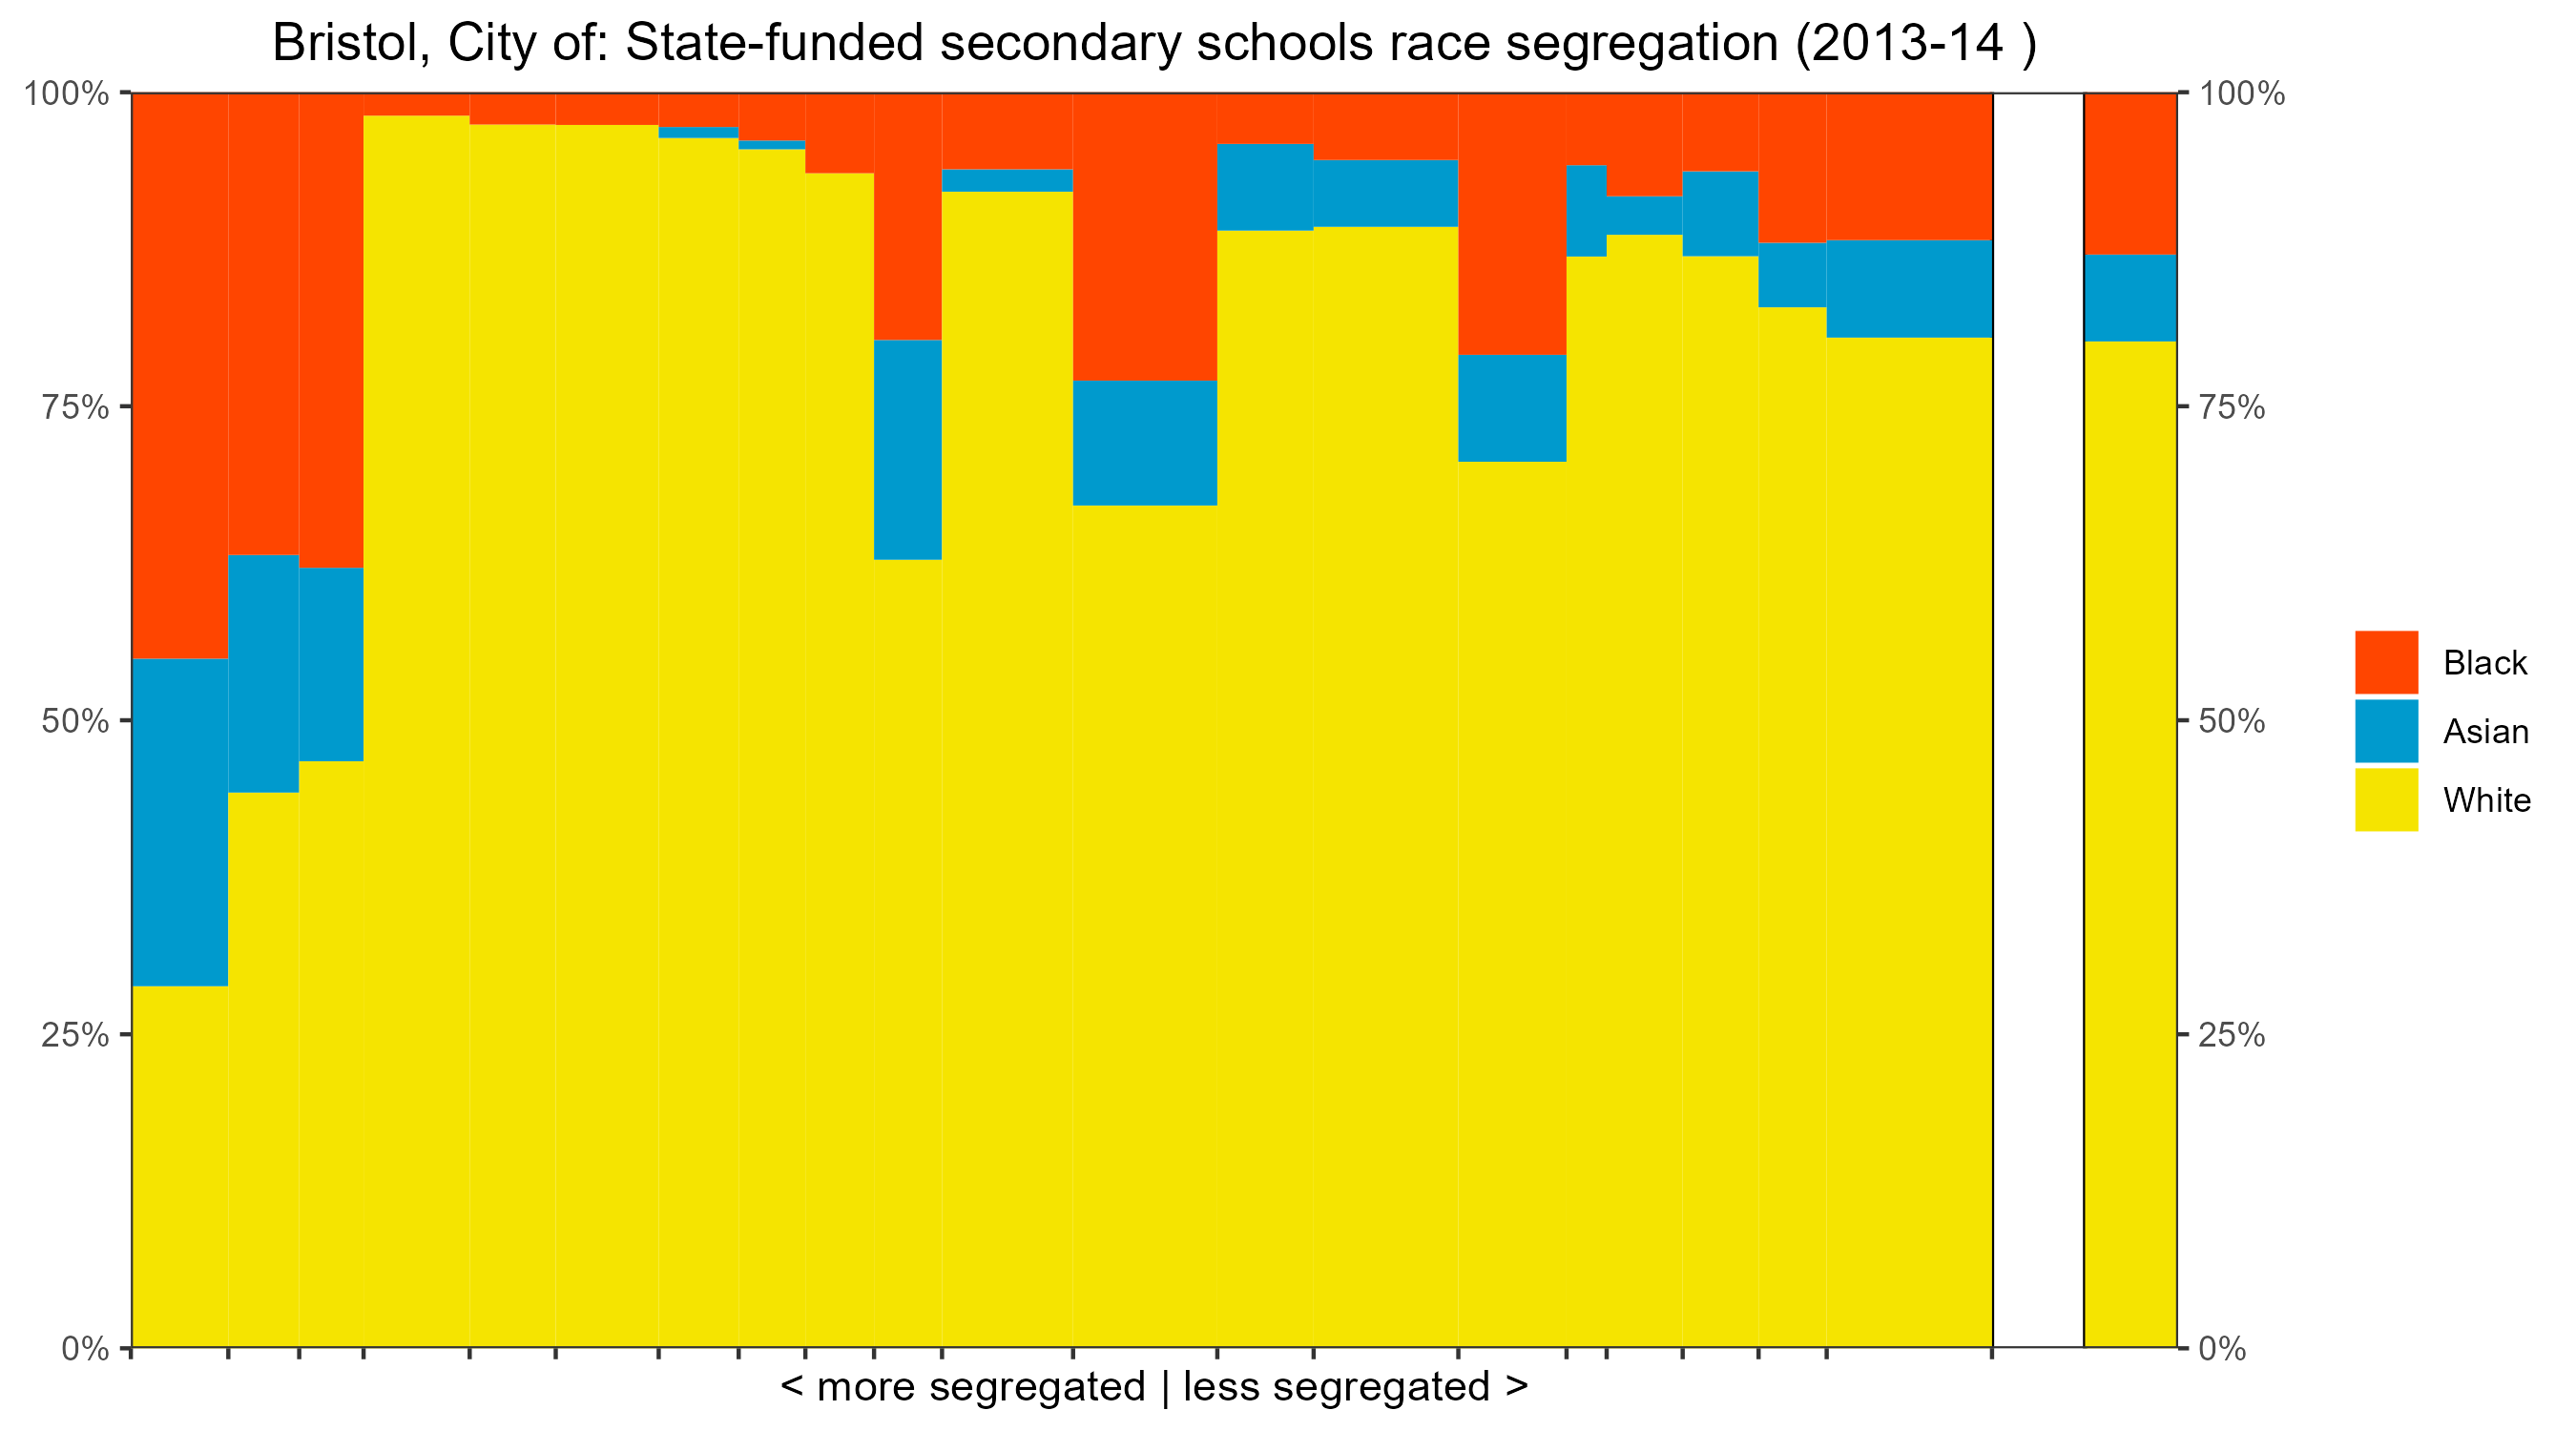 Bristol, City of: State-funded secondary schools race segregation (2013-14 )
100%
75%
50%
25%
0%
100%
75%
50%
25%
0%
Black
Asian
White
< more segregated | less segregated >